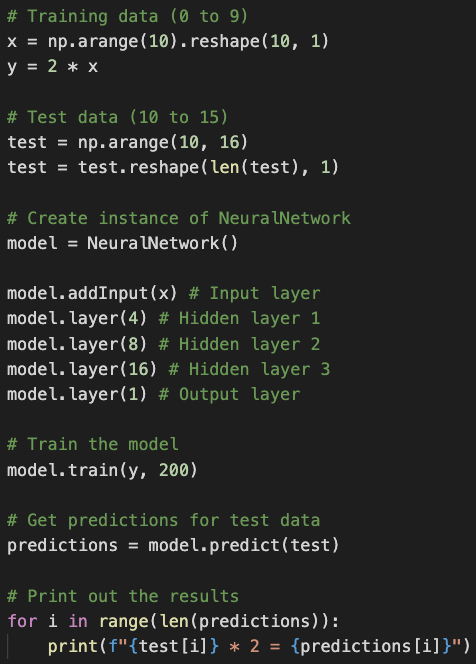 # Training data (0 to 9)
x = np.arange(10).reshape(10, 1)
y = 2 * x

# Test data (10 to 15)
test = np.arange(10, 16)
test = test.reshape(len(test), 1)

# Create instance of NeuralNetwork
model = NeuralNetwork()

model.addInput(x) # Input layer
model.layer(4) # Hidden layer 1
model.layer(8) # Hidden layer 2
model.layer(16) # Hidden layer 3
model.layer(1) # Output layer

# Train the model
model.train(y, 200)

# Get predictions for test data
predictions = model.predict(test)

# Print out the results
for i in range(len(predictions)):
    print(f"{test[i]} * 2 = {predictions[i]}")